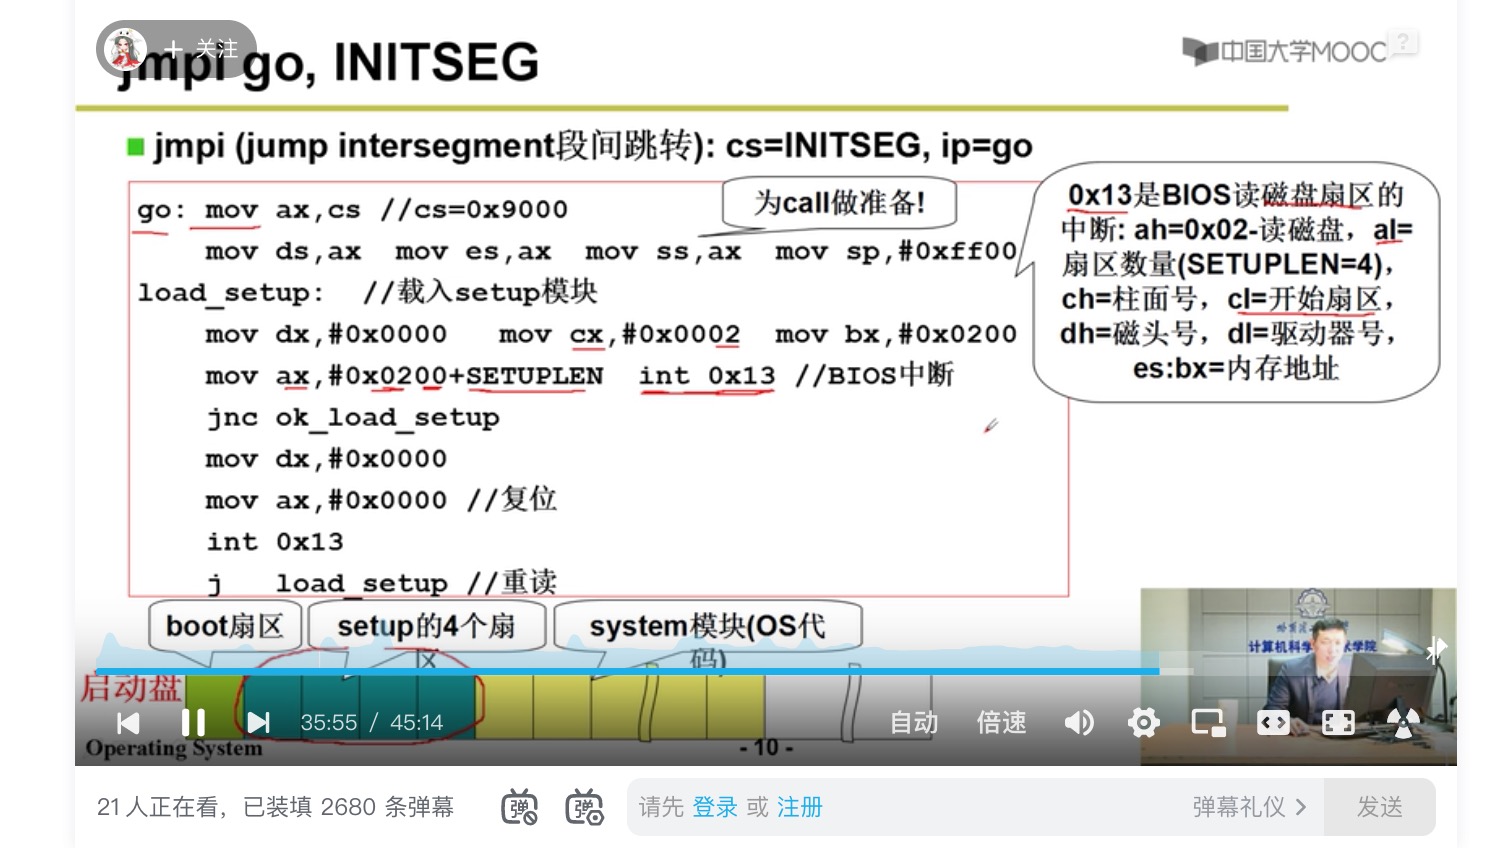 + 关注
jmpi go, INITSEG
中国大学MOOC
?
jmpi (jump intersegment段间跳转): cs=INITSEG, ip=go
go: mov ax,cs //cs=0x9000
为call做准备!
mov ds,ax mov es,ax mov ss,ax mov sp,#0xff00
load_setup: //载入setup模块
mov dx,#0x0000 mov cx,#0x0002 mov bx,#0x0200
mov ax,#0x0200+SETUPLEN int 0x13 //BIOS中断
jnc ok_load_setup
mov dx,#0x0000
mov ax,#0x0000 //复位
int 0x13
j load_setup //重读
0x13是BIOS读磁盘扇区的
中断: ah=0x02-读磁盘，al=
扇区数量(SETUPLEN=4)，
ch=柱面号，cl=开始扇区，
dh=磁头号，dl=驱动器号，
es:bx=内存地址
boot扇区
setup的4个扇
区
system模块(OS代
码)
启动盘
35:55 / 45:14
自动
倍速
Operating System
- 10 -
21人正在看，已装填 2680 条弹幕
弹
弹
请先 登录 或 注册
弹幕礼仪
发送